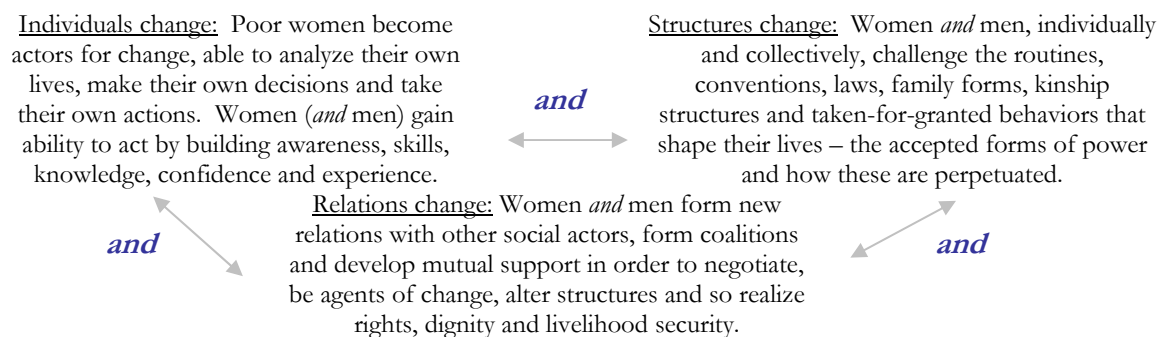 Individuals change: Poor women become
actors for change, able to analyze their own
lives, make their own decisions and take
their own actions. Women (and men) gain
ability to act by building awareness, skills,
knowledge, confidence and experience.
and
Structures change: Women and men, individually
and collectively, challenge the routines,
conventions, laws, family forms, kinship
structures and taken-for-granted behaviors that
shape their lives – the accepted forms of power
and how these are perpetuated.
and
Relations change: Women and men form new
relations with other social actors, form coalitions
and develop mutual support in order to negotiate,
be agents of change, alter structures and so realize
rights, dignity and livelihood security.
and